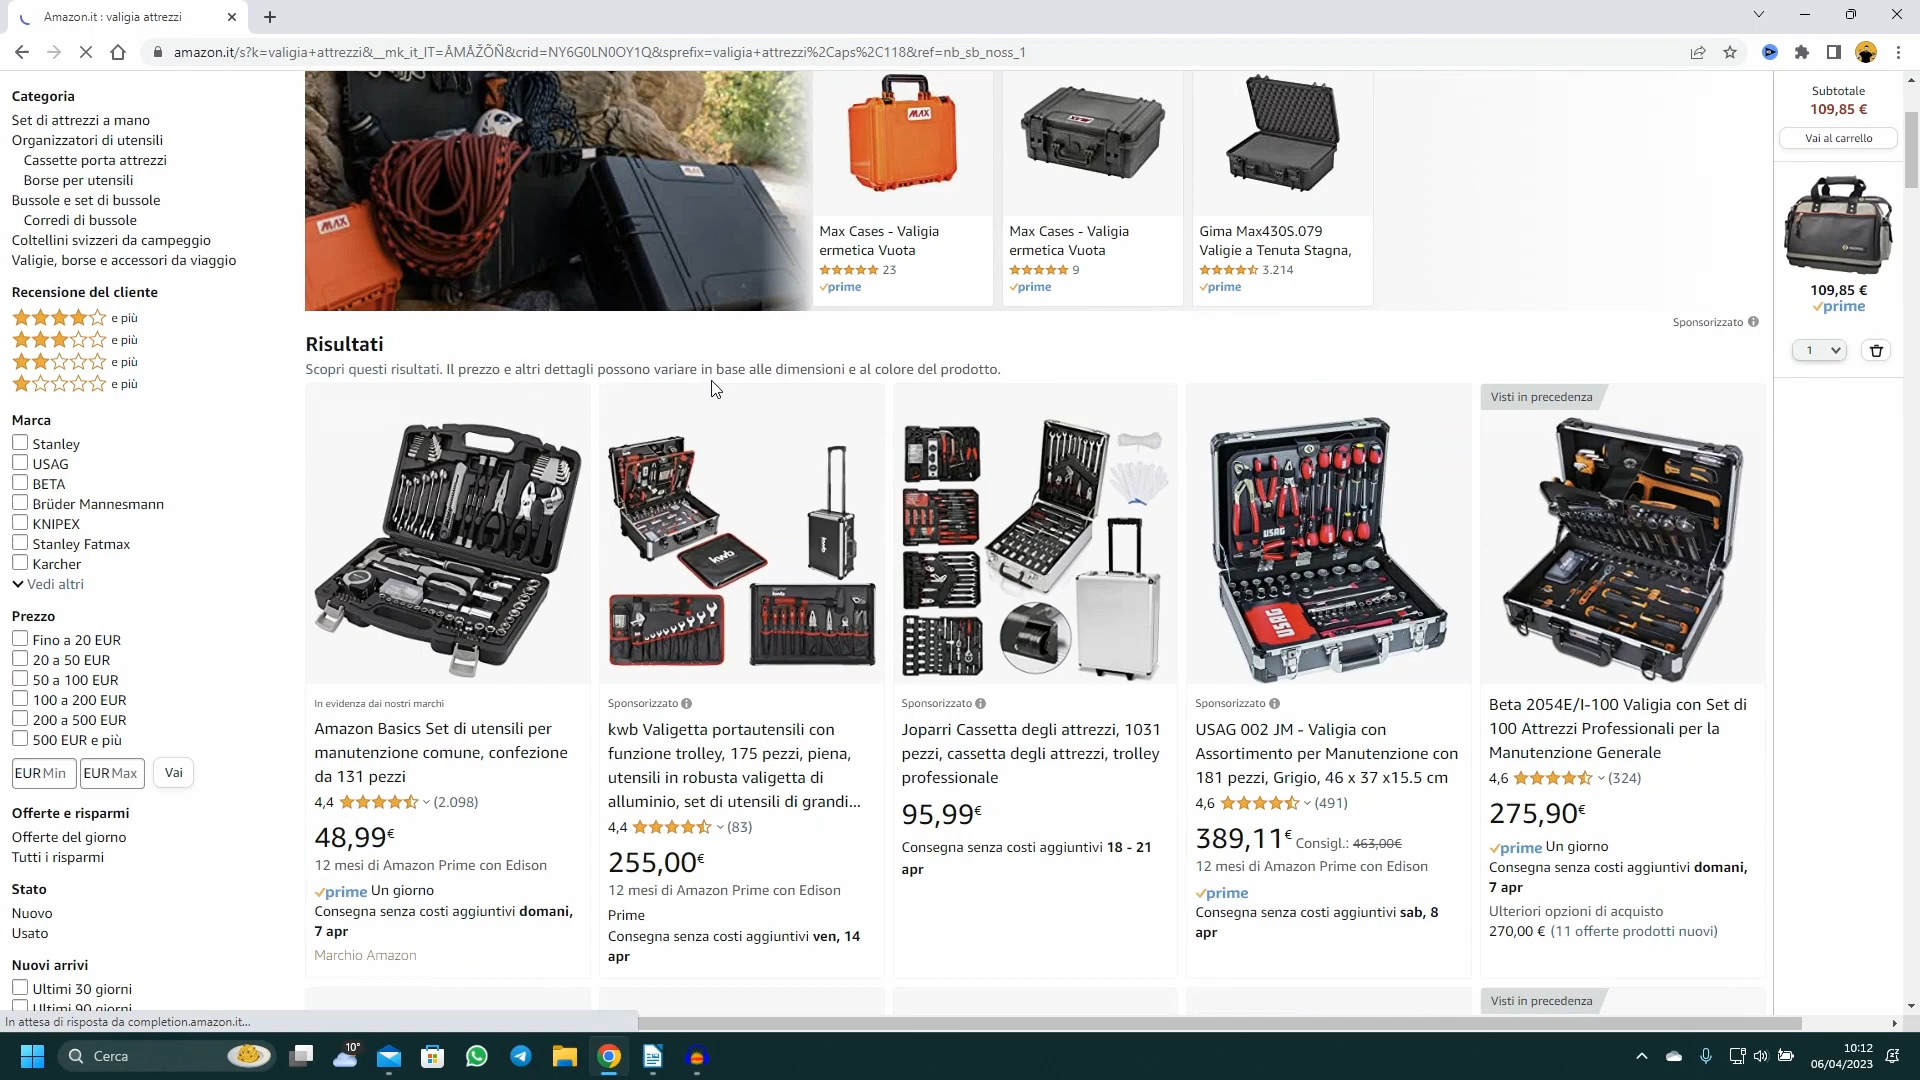 Amazon.it : valigia attrezzi
amazon.it/s?k=valigia+attrezzi&__mk_it_IT=ÅMÅŽÕÑ&crid=NY6G0LN0OY1Q&sprefix=valigia+attrezzi%2Caps%2C118&ref=nb_sb_noss_1
Categoria
Set di attrezzi a mano
Organizzatori di utensili
Cassette porta attrezzi
Borse per utensili
Bussole e set di bussole
Corredi di bussole
Coltellini svizzeri da campeggio
Valigie, borse e accessori da viaggio
Recensione del cliente
e più
e più
e più
e più
Marca
Stanley
USAG
BETA
Brüder Mannesmann
KNIPEX
Stanley Fatmax
Karcher
Vedi altri
Prezzo
Fino a 20 EUR
20 a 50 EUR
50 a 100 EUR
100 a 200 EUR
200 a 500 EUR
500 EUR e più
EUR Min
EUR Max
Vai
Offerte e risparmi
Offerte del giorno
Tutti i risparmi
Stato
Nuovo
Usato
Nuovi arrivi
Ultimi 30 giorni
Ultimi 90 giorni
In attesa di risposta da completion.amazon.it...
MAX
MAX
MAX
Max Cases - Valigia
ermetica Vuota
23
prime
Max Cases - Valigia
ermetica Vuota
9
prime
Gima Max430S.079
Valigie a Tenuta Stagna,
3.214
prime
Sponsorizzato
Risultati
Scopri questi risultati. Il prezzo e altri dettagli possono variare in base alle dimensioni e al colore del prodotto.
In evidenza dai nostri marchi
Amazon Basics Set di utensili per
manutenzione comune, confezione
da 131 pezzi
4,4 (2.098)
48,99€
12 mesi di Amazon Prime con Edison
prime Un giorno
Consegna senza costi aggiuntivi domani,
7 apr
Marchio Amazon
kwb
kwb
Sponsorizzato
kwb Valigetta portautensili con
funzione trolley, 175 pezzi, piena,
utensili in robusta valigetta di
alluminio, set di utensili di grandi...
4,4 (83)
255,00€
12 mesi di Amazon Prime con Edison
Prime
Consegna senza costi aggiuntivi ven, 14
apr
Sponsorizzato
Joparri Cassetta degli attrezzi, 1031
pezzi, cassetta degli attrezzi, trolley
professionale
95,99€
Consegna senza costi aggiuntivi 18 - 21
apr
USAG
USAG
Sponsorizzato
USAG 002 JM - Valigia con
Assortimento per Manutenzione con
181 pezzi, Grigio, 46 x 37 x15.5 cm
4,6 (491)
389,11€ Consigl.: 463,00€
12 mesi di Amazon Prime con Edison
prime
Consegna senza costi aggiuntivi sab, 8
apr
Visti in precedenza
Beta 2054E/I-100 Valigia con Set di
100 Attrezzi Professionali per la
Manutenzione Generale
4,6 (324)
275,90€
prime Un giorno
Consegna senza costi aggiuntivi domani,
7 apr
Ulteriori opzioni di acquisto
270,00 € (11 offerte prodotti nuovi)
Visti in precedenza
Subtotale
109,85 €
Vai al carrello
109,85 €
prime
1
Cerca
10°
10:12
06/04/2023